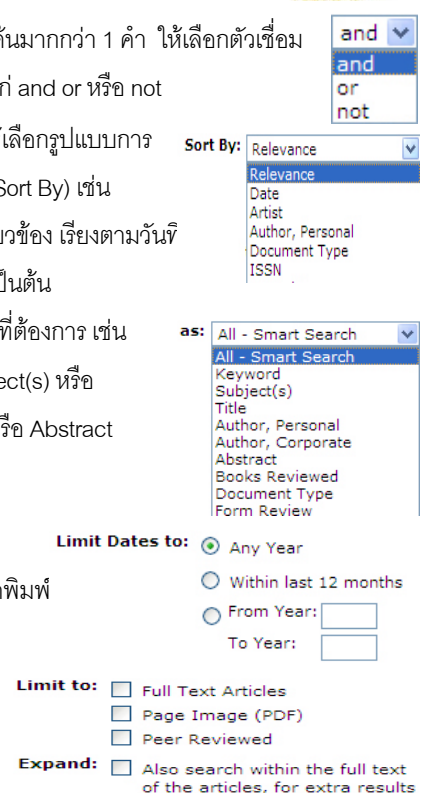 ค้นมากกว่า 1 คำ ให้เลือกตัวเชื่อม
and
and
or
not
ก่ and or หรือ not
เลือกรูปแบบการ
Sort By: Relevance
Relevance
Date
Artist
Author, Personal
Document Type
ISSN
Sort By) เช่น
วข้อง เรียงตามวันที่
ป็นต้น
ที่ต้องการ เช่น
as: All - Smart Search
All - Smart Search
Keyword
Subject(s)
Title
Author, Personal
Author, Corporate
Abstract
Books Reviewed
Document Type
Form Review
ect(s) หรือ
รือ Abstract
Limit Dates to: Any Year
Within last 12 months
From Year:
To Year:
พิมพ์
Limit to: Full Text Articles
Page Image (PDF)
Peer Reviewed
Expand: Also search within the full text
of the articles, for extra results